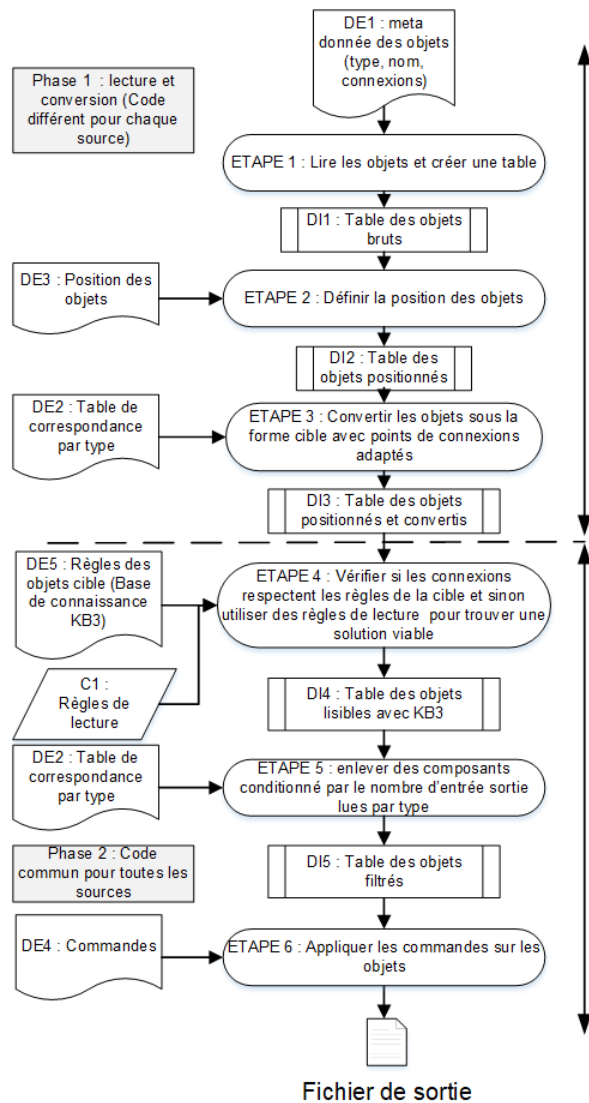 DE1 : meta
donnée des objets
(type, nom,
connexions)
Phase 1 : lecture et
conversion (Code
différent pour chaque
source)
ETAPE 1 : Lire les objets et créer une table
DI1 : Table des objets
bruts
DE3 : Position des
objets
ETAPE 2 : Définir la position des objets
DI2 : Table des
objets positionnés
DE2 : Table de
correspondance
par type
ETAPE 3 : Convertir les objets sous la
forme cible avec points de connexions
adaptés
DI3 : Table des objets
positionnés et convertis
DE5 : Règles des
objets cible (Base
de connaissance
KB3)
ETAPE 4 : Vérifier si les connexions
respectent les règles de la cible et sinon
utiliser des règles de lecture pour trouver une
solution viable
C1 :
Règles de
lecture
DI4 : Table des objets
lisibles avec KB3
DE2 : Table de
correspondance
par type
ETAPE 5 : enlever des composants
conditionné par le nombre d'entrée sortie
lues par type
Phase 2 : Code
commun pour toutes les
sources
DI5 : Table des objets
filtrés
DE4 : Commandes
ETAPE 6 : Appliquer les commandes sur les
objets
Fichier de sortie